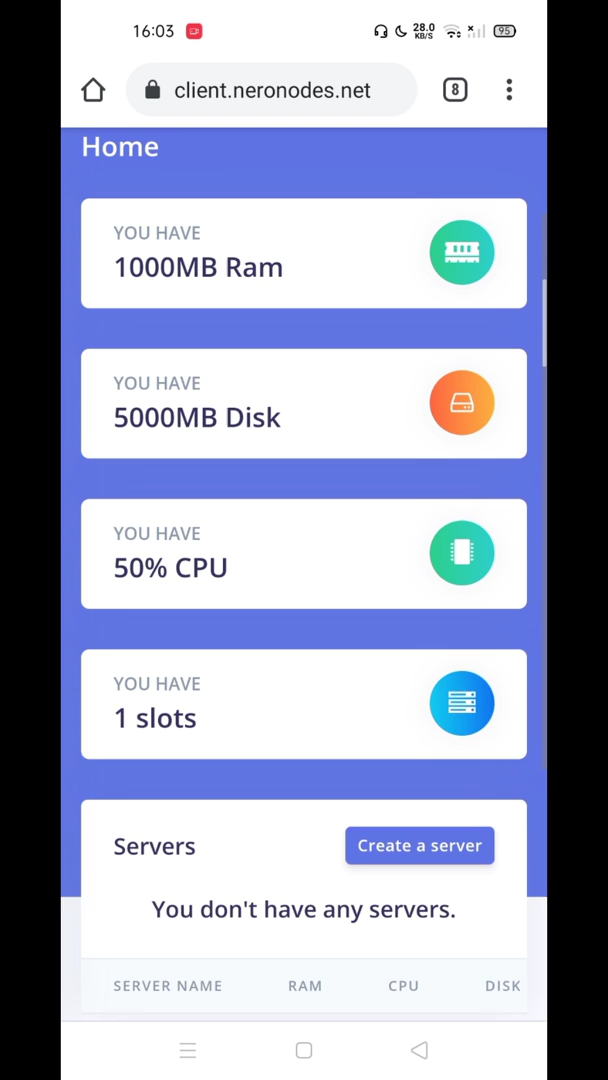 16:03 28.0 KB/S 95
client.neronodes.net 8
Home
YOU HAVE
1000MB Ram
YOU HAVE
5000MB Disk
YOU HAVE
50% CPU
YOU HAVE
1 slots
Servers Create a server
You don't have any servers.
SERVER NAME RAM CPU DISK